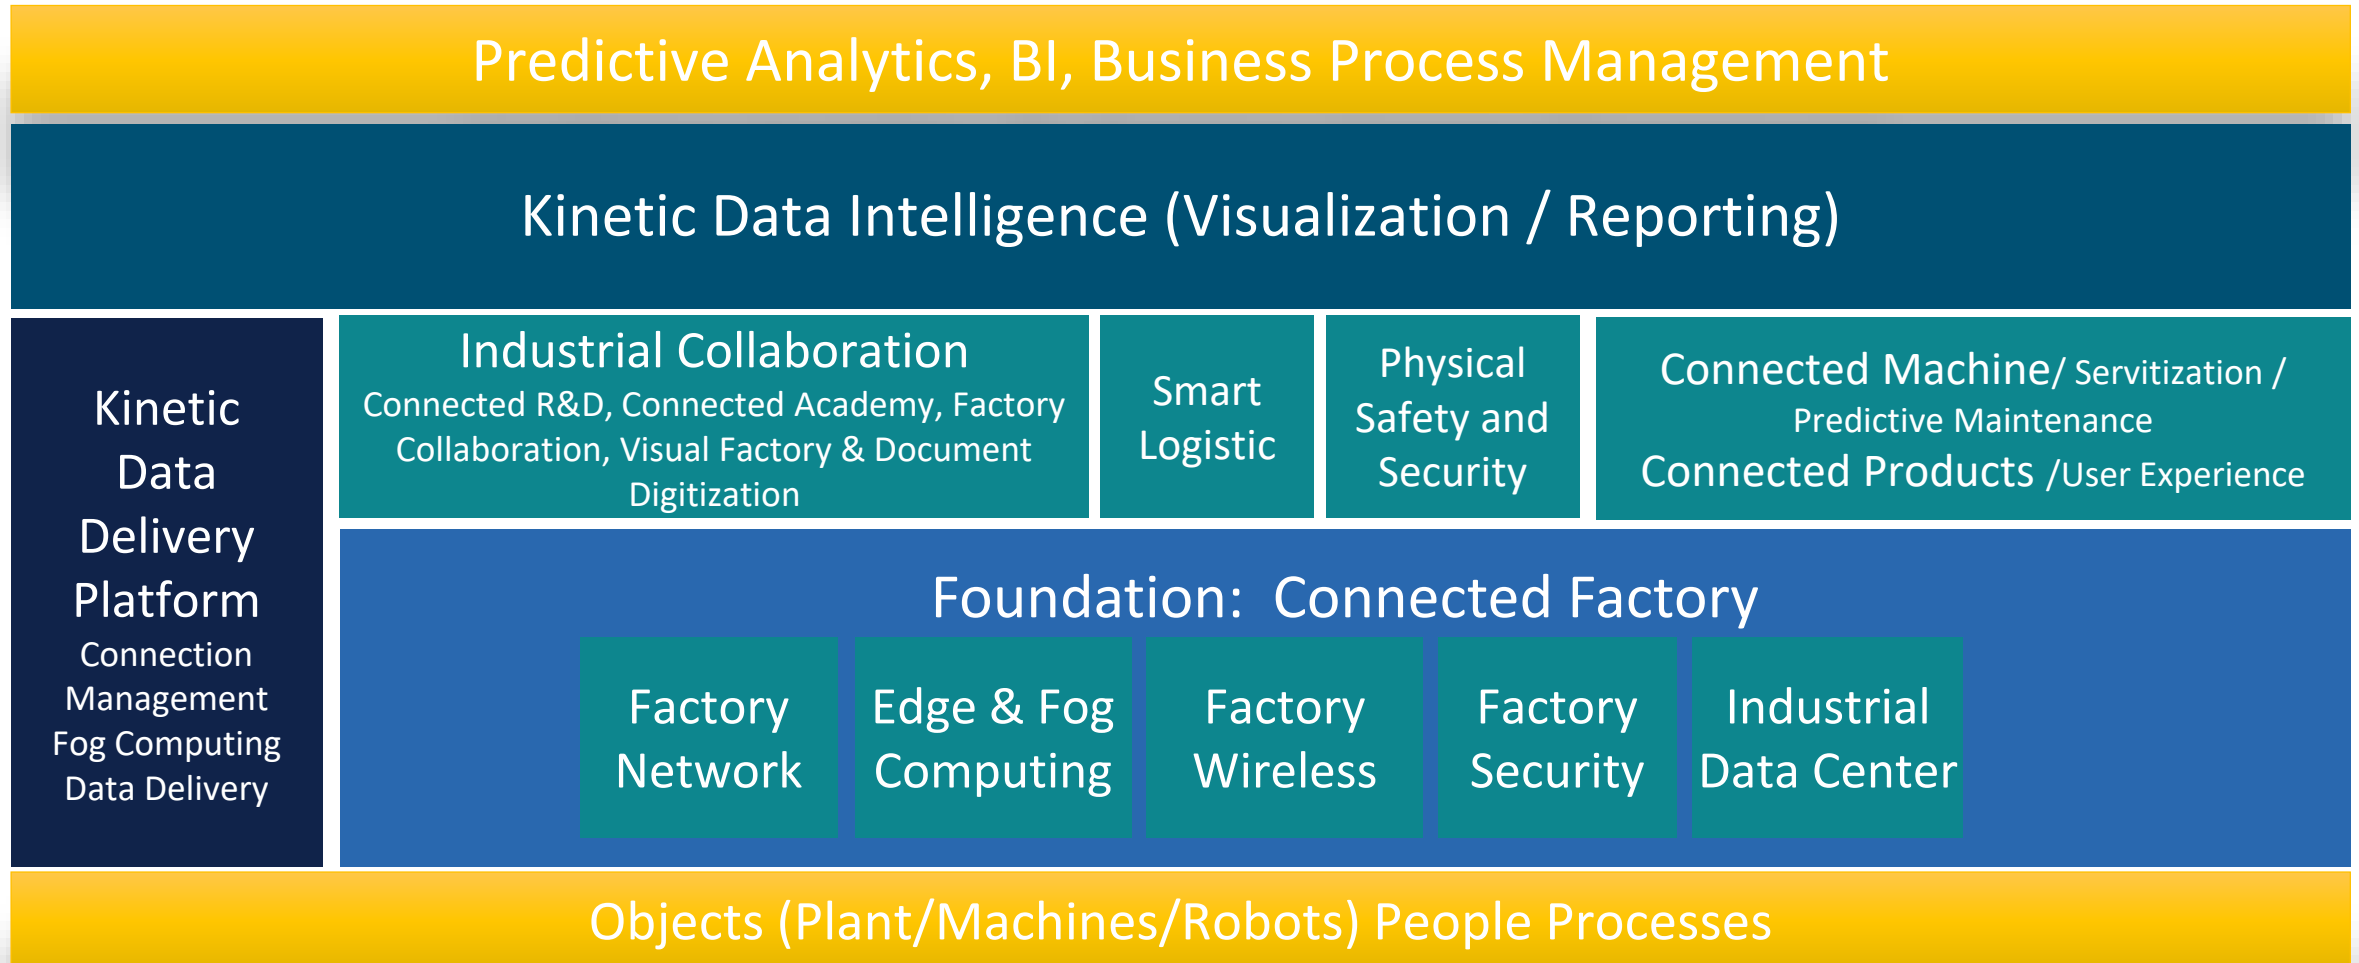 Predictive Analytics, BI, Business Process Management
Kinetic Data Intelligence (Visualization / Reporting)
Kinetic
Data
Delivery
Platform
Connection
Management
Fog Computing
Data Delivery
Industrial Collaboration
Connected R&D, Connected Academy, Factory
Collaboration, Visual Factory & Document
Digitization
Smart
Logistic
Physical
Safety and
Security
Connected Machine/ Servitization /
Predictive Maintenance
Connected Products /User Experience
Foundation:  Connected Factory
Factory
Network
Edge & Fog
Computing
Factory
Wireless
Factory
Security
Industrial
Data Center
Objects (Plant/Machines/Robots) People Processes